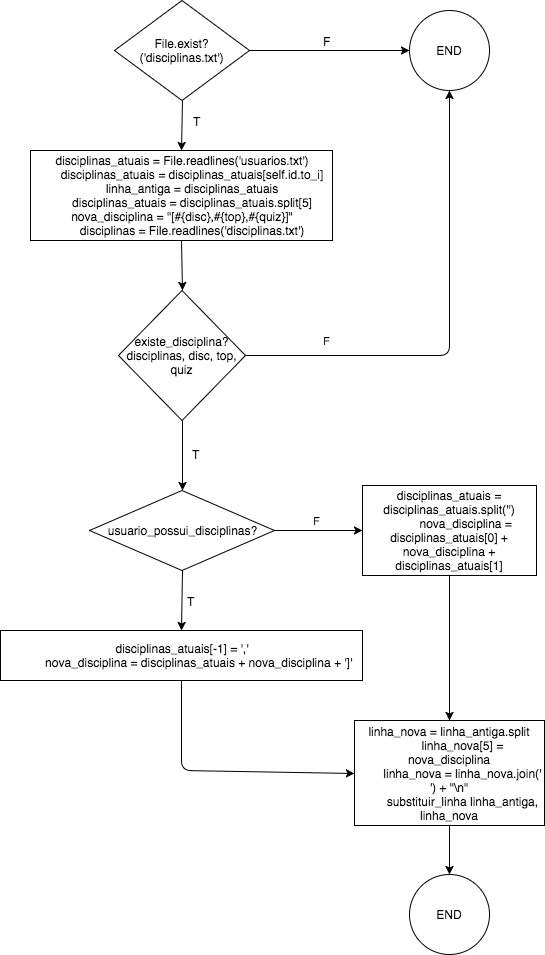 File.exist?
('disciplinas.txt')
F
END
T
disciplinas_atuais = File.readlines('usuarios.txt')
disciplinas_atuais = disciplinas_atuais[self.id.to_i]
linha_antiga = disciplinas_atuais
disciplinas_atuais = disciplinas_atuais.split[5]
nova_disciplina = "[#{disc},#{top},#{quiz}]"
disciplinas = File.readlines('disciplinas.txt')
existe_disciplina?
disciplinas, disc, top,
quiz
F
T
usuario_possui_disciplinas?
F
disciplinas_atuais =
disciplinas_atuais.split('')
nova_disciplina =
disciplinas_atuais[0] +
nova_disciplina +
disciplinas_atuais[1]
T
disciplinas_atuais[-1] = ','
nova_disciplina = disciplinas_atuais + nova_disciplina + ']'
linha_nova = linha_antiga.split
linha_nova[5] =
nova_disciplina
linha_nova = linha_nova.join('
') + "\n"
substituir_linha linha_antiga,
linha_nova
END